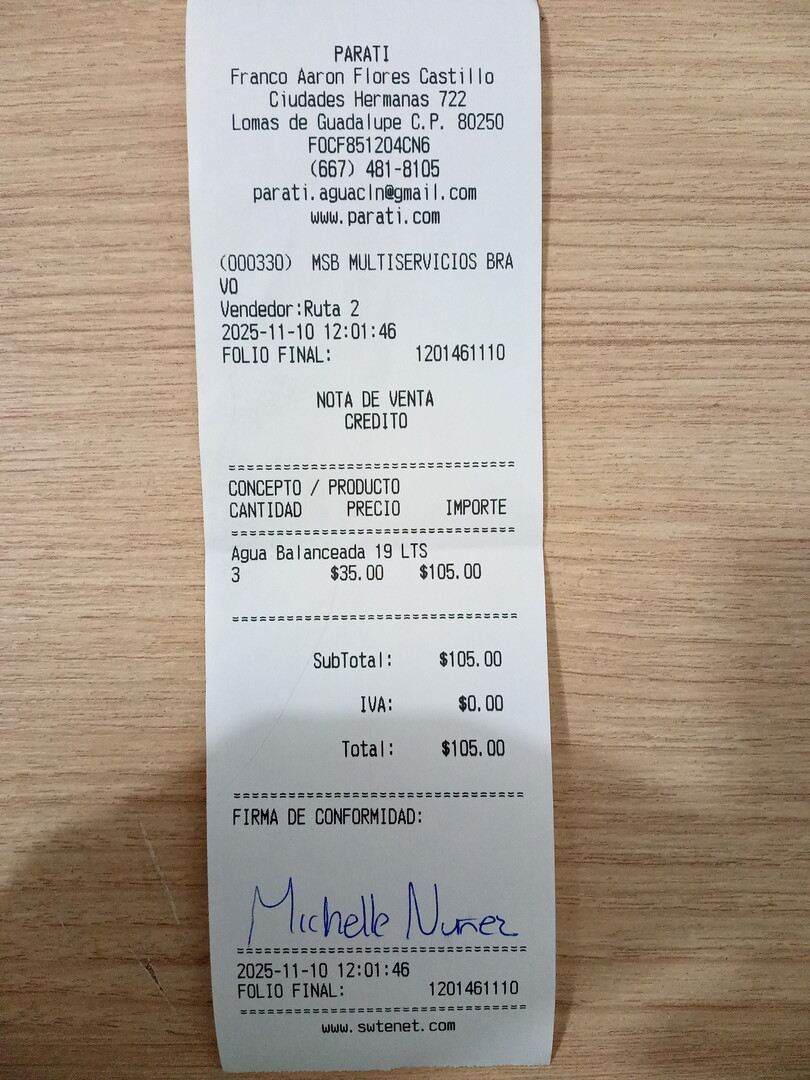 PARATI
Franco Aaron Flores Castillo
Ciudades Hermanas 722
Lomas de Guadalupe C.P. 80250
FOCF851204CN6
(667) 481-8105
parati.aguacln@gmail.com
www.parati.com
(000330) MSB MULTISERVICIOS BRA
VO
Vendedor:Ruta 2
2025-11-10 12:01:46
FOLIO FINAL: 1201461110
NOTA DE VENTA
CREDITO
================================
CONCEPTO / PRODUCTO
CANTIDAD PRECIO IMPORTE
================================
Agua Balanceada 19 LTS
3 $35.00 $105.00
================================
SubTotal: $105.00
IVA: $0.00
Total: $105.00
================================
FIRMA DE CONFORMIDAD:
Michelle Nuñez
================================
2025-11-10 12:01:46
FOLIO FINAL: 1201461110
================================
www.swtenet.com